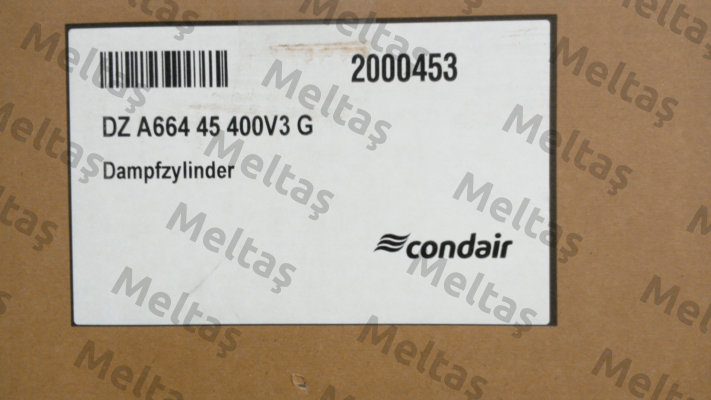 2000453
DZ A664 45 400V3 G
Dampfzylinder
condair
Meltaş